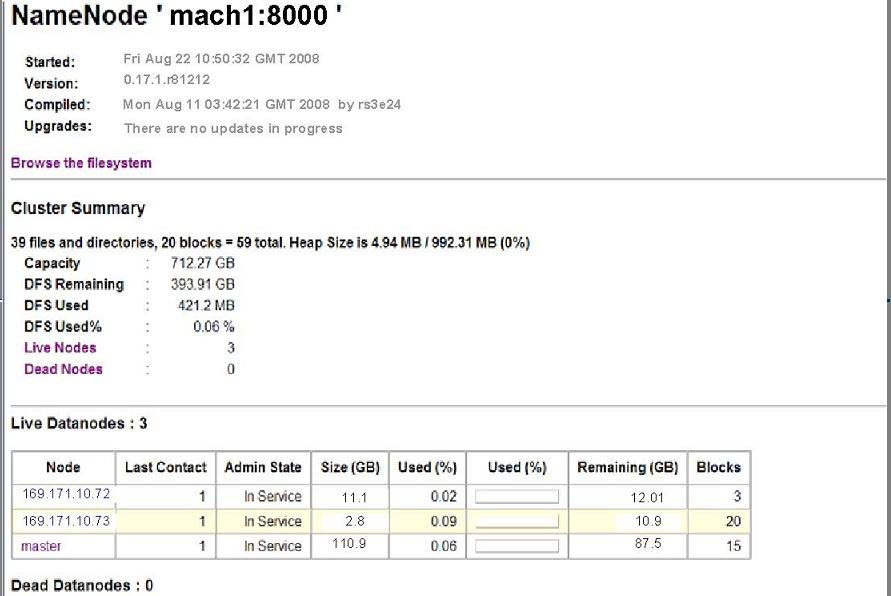 NameNode ' mach1:8000 '
Started: Fri Aug 22 10:50:32 GMT 2008
Version: 0.17.1.r81212
Compiled: Mon Aug 11 03:42:21 GMT 2008 by rs3e24
Upgrades: There are no updates in progress
Browse the filesystem
Cluster Summary
39 files and directories, 20 blocks = 59 total. Heap Size is 4.94 MB / 992.31 MB (0%)
Capacity : 712.27 GB
DFS Remaining : 393.91 GB
DFS Used : 421.2 MB
DFS Used% : 0.06 %
Live Nodes : 3
Dead Nodes : 0
Live Datanodes : 3
Node Last Contact Admin State Size (GB) Used (%) Used (%) Remaining (GB) Blocks
169.171.10.72 1 In Service 11.1 0.02 12.01 3
169.171.10.73 1 In Service 2.8 0.09 10.9 20
master 1 In Service 110.9 0.06 87.5 15
Dead Datanodes : 0